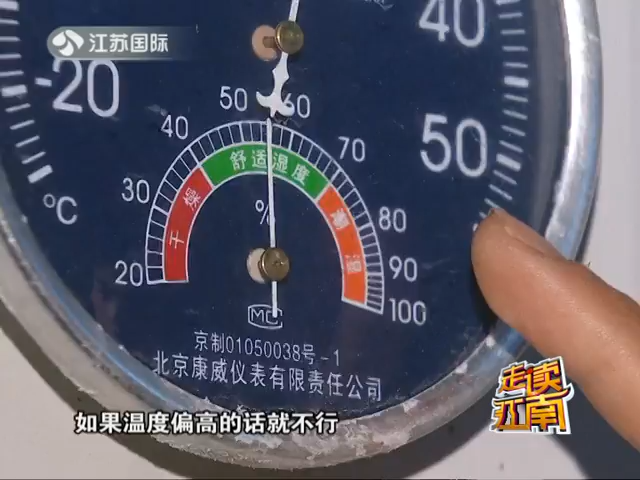 江苏国际
40
-20
50 60
40
70
50
舒适湿度
℃
30
干燥
%
潮湿
80
20
90
100
MC
京制01050038号-1
北京康威仪表有限责任公司
走读
江南
如果温度偏高的话就不行